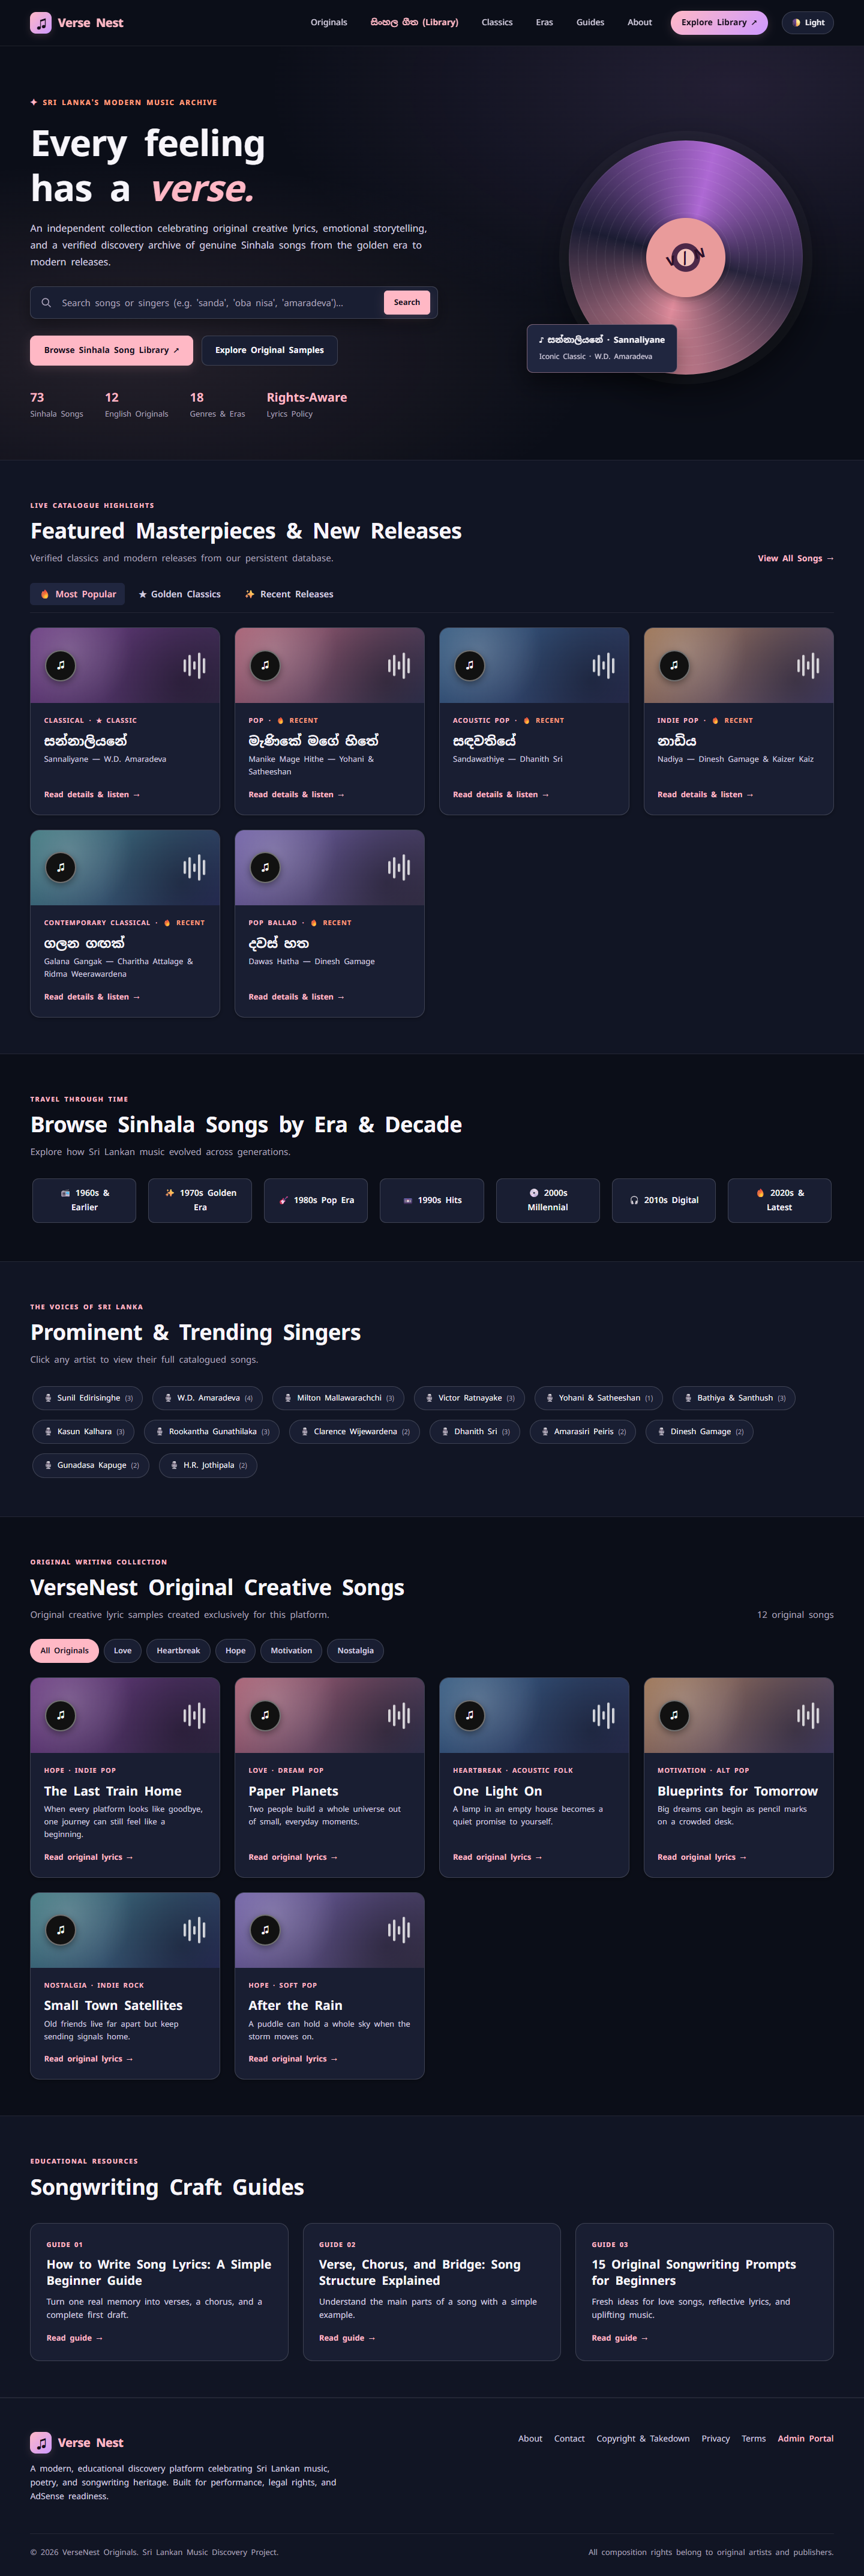 Verse Nest
Originals
සිංහල ගීත (Library)
Classics
Eras
Guides
About
Explore Library ↗
Light
✦ SRI LANKA'S MODERN MUSIC ARCHIVE
Every feeling
has a verse.
An independent collection celebrating original creative lyrics, emotional storytelling,
and a verified discovery archive of genuine Sinhala songs from the golden era to
modern releases.
Search songs or singers (e.g. 'sanda', 'oba nisa', 'amaradeva')...
Search
Browse Sinhala Song Library ↗
Explore Original Samples
73
Sinhala Songs
12
English Originals
18
Genres & Eras
Rights-Aware
Lyrics Policy
♪ සන්නාලියනේ · Sannaliyane
Iconic Classic · W.D. Amaradeva
LIVE CATALOGUE HIGHLIGHTS
Featured Masterpieces & New Releases
Verified classics and modern releases from our persistent database.
View All Songs →
🔥 Most Popular
★ Golden Classics
✨ Recent Releases
CLASSICAL · ★ CLASSIC
සන්නාලියනේ
Sannaliyane — W.D. Amaradeva
Read details & listen →
POP · 🔥 RECENT
මැණිකේ මගේ හිතේ
Manike Mage Hithe — Yohani &
Satheeshan
Read details & listen →
ACOUSTIC POP · 🔥 RECENT
සඳවතියේ
Sandawathiye — Dhanith Sri
Read details & listen →
INDIE POP · 🔥 RECENT
නාඩිය
Nadiya — Dinesh Gamage & Kaizer Kaiz
Read details & listen →
CONTEMPORARY CLASSICAL · 🔥 RECENT
ගලන ගඟක්
Galana Gangak — Charitha Attalage &
Ridma Weerawardena
Read details & listen →
POP BALLAD · 🔥 RECENT
දවස් හත
Dawas Hatha — Dinesh Gamage
Read details & listen →
TRAVEL THROUGH TIME
Browse Sinhala Songs by Era & Decade
Explore how Sri Lankan music evolved across generations.
📻 1960s &
Earlier
✨ 1970s Golden
Era
🎸 1980s Pop Era
📼 1990s Hits
💿 2000s
Millennial
🎧 2010s Digital
🔥 2020s &
Latest
THE VOICES OF SRI LANKA
Prominent & Trending Singers
Click any artist to view their full catalogued songs.
Sunil Edirisinghe (3)
W.D. Amaradeva (4)
Milton Mallawarachchi (3)
Victor Ratnayake (3)
Yohani & Satheeshan (1)
Bathiya & Santhush (3)
Kasun Kalhara (3)
Rookantha Gunathilaka (3)
Clarence Wijewardena (2)
Dhanith Sri (3)
Amarasiri Peiris (2)
Dinesh Gamage (2)
Gunadasa Kapuge (2)
H.R. Jothipala (2)
ORIGINAL WRITING COLLECTION
VerseNest Original Creative Songs
Original creative lyric samples created exclusively for this platform.
12 original songs
All Originals
Love
Heartbreak
Hope
Motivation
Nostalgia
HOPE · INDIE POP
The Last Train Home
When every platform looks like goodbye,
one journey can still feel like a
beginning.
Read original lyrics →
LOVE · DREAM POP
Paper Planets
Two people build a whole universe out
of small, everyday moments.
Read original lyrics →
HEARTBREAK · ACOUSTIC FOLK
One Light On
A lamp in an empty house becomes a
quiet promise to yourself.
Read original lyrics →
MOTIVATION · ALT POP
Blueprints for Tomorrow
Big dreams can begin as pencil marks
on a crowded desk.
Read original lyrics →
NOSTALGIA · INDIE ROCK
Small Town Satellites
Old friends live far apart but keep
sending signals home.
Read original lyrics →
HOPE · SOFT POP
After the Rain
A puddle can hold a whole sky when the
storm moves on.
Read original lyrics →
EDUCATIONAL RESOURCES
Songwriting Craft Guides
GUIDE 01
How to Write Song Lyrics: A Simple
Beginner Guide
Turn one real memory into verses, a chorus, and a
complete first draft.
Read guide →
GUIDE 02
Verse, Chorus, and Bridge: Song
Structure Explained
Understand the main parts of a song with a simple
example.
Read guide →
GUIDE 03
15 Original Songwriting Prompts
for Beginners
Fresh ideas for love songs, reflective lyrics, and
uplifting music.
Read guide →
Verse Nest
A modern, educational discovery platform celebrating Sri Lankan music,
poetry, and songwriting heritage. Built for performance, legal rights, and
AdSense readiness.
About
Contact
Copyright & Takedown
Privacy
Terms
Admin Portal
© 2026 VerseNest Originals. Sri Lankan Music Discovery Project.
All composition rights belong to original artists and publishers.